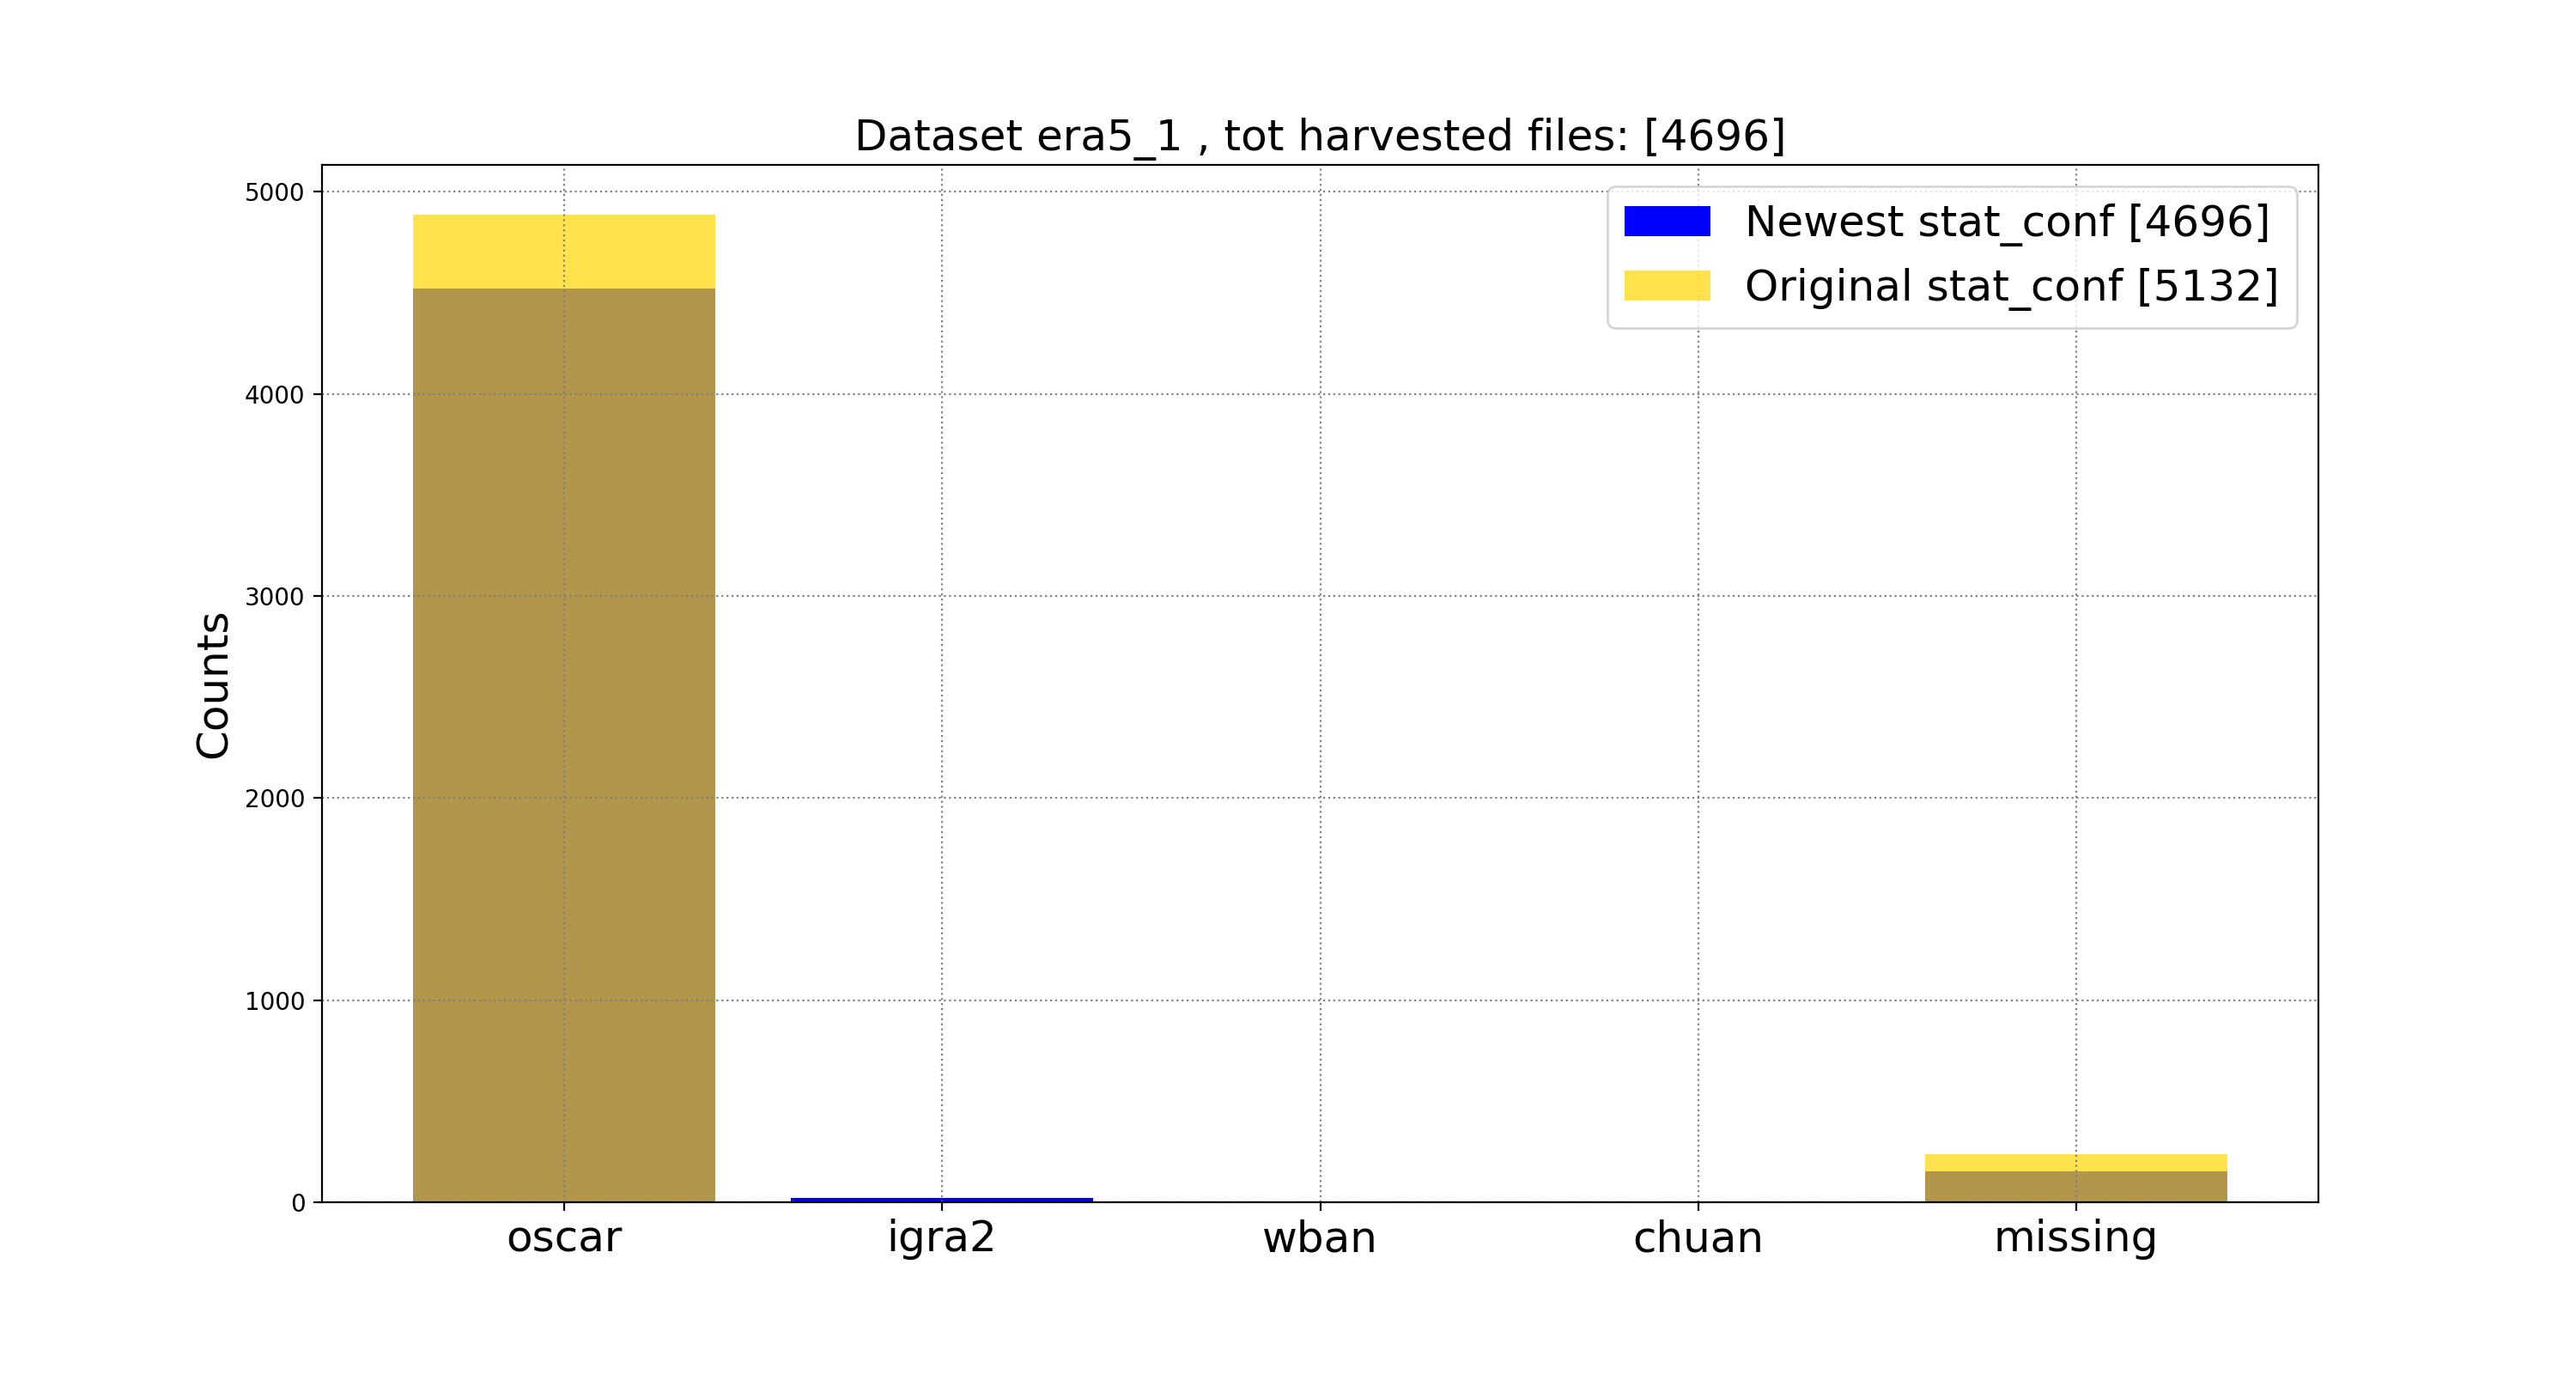 Dataset era5_1 , tot harvested files: [4696]
Newest stat_conf [4696]
Original stat_conf [5132]
Counts
5000
4000
3000
2000
1000
0
oscar igra2 wban chuan missing